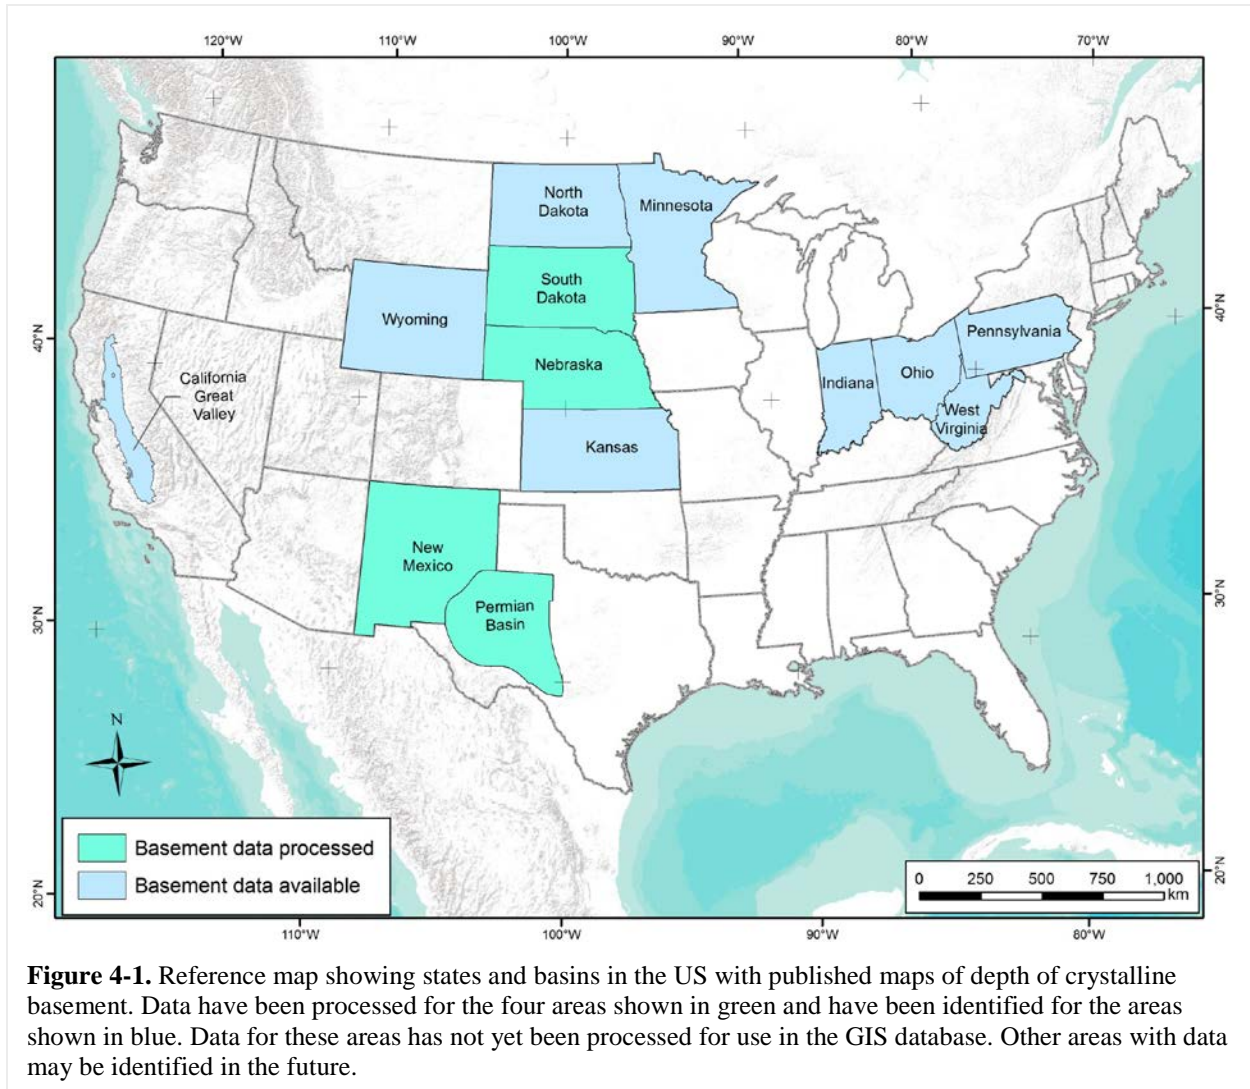 120°W
110°W
100°W
90°W
80°W
70°W
North
Dakota
Minnesota
South
Dakota
Wyoming
40°N
40°N
Pennsylvania
Nebraska
California
Great
Valley
Indiana
Ohio
West
Virginia
Kansas
New
Mexico
30°N
30°N
Permian
Basin
N
Basement data processed
Basement data available
0 250 500 750 1,000
km
20°N
20°N
110°W
100°W
90°W
80°W
Figure 4-1. Reference map showing states and basins in the US with published maps of depth of crystalline
basement. Data have been processed for the four areas shown in green and have been identified for the areas
shown in blue. Data for these areas has not yet been processed for use in the GIS database. Other areas with data
may be identified in the future.